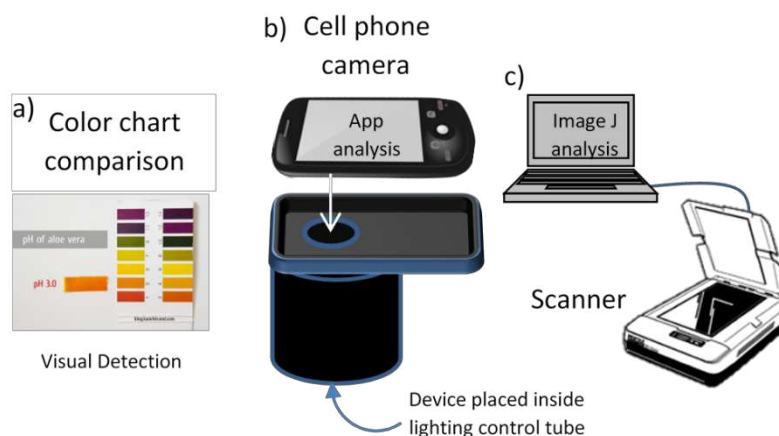 a)
Color chart
comparison
pH of aloe vera
pH 3.0
Visual Detection
b)
Cell phone
camera
App
analysis
Device placed inside
lighting control tube
c)
Image J
analysis
Scanner